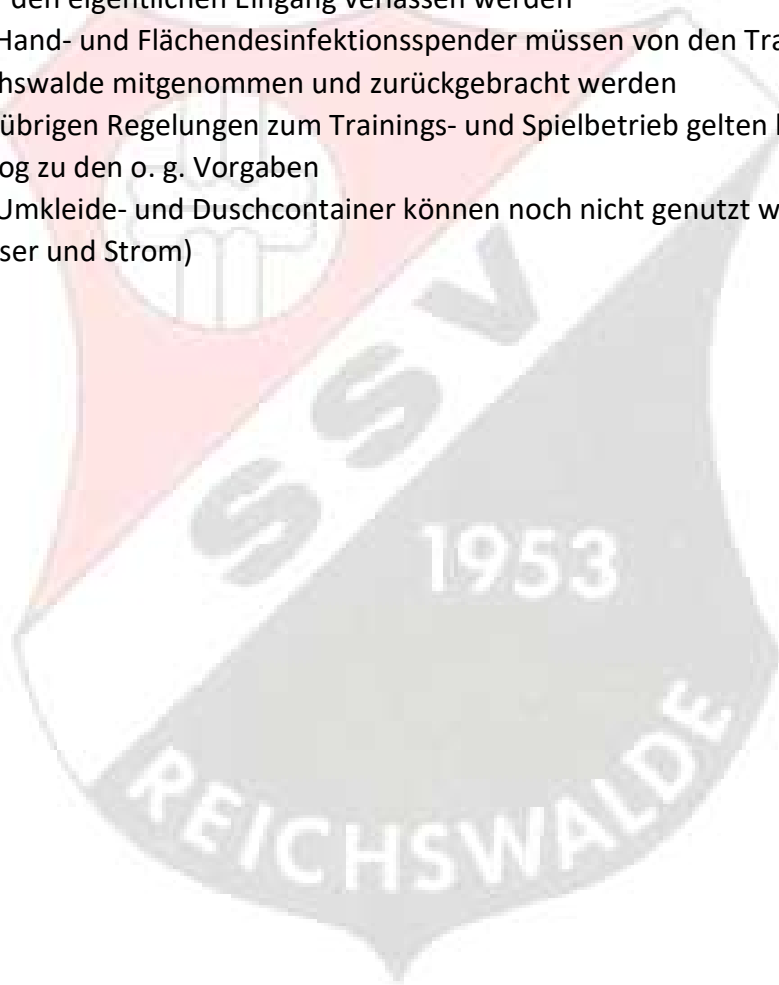 den eigentlichen Eingang verlassen werden
Hand- und Flächendesinfektionsspender müssen von den Tra
hswalde mitgenommen und zurückgebracht werden
übrigen Regelungen zum Trainings- und Spielbetrieb gelten
og zu den o. g. Vorgaben
Umkleide- und Duschcontainer können noch nicht genutzt w
ser und Strom)
SSV
1953
REICHSWALDE